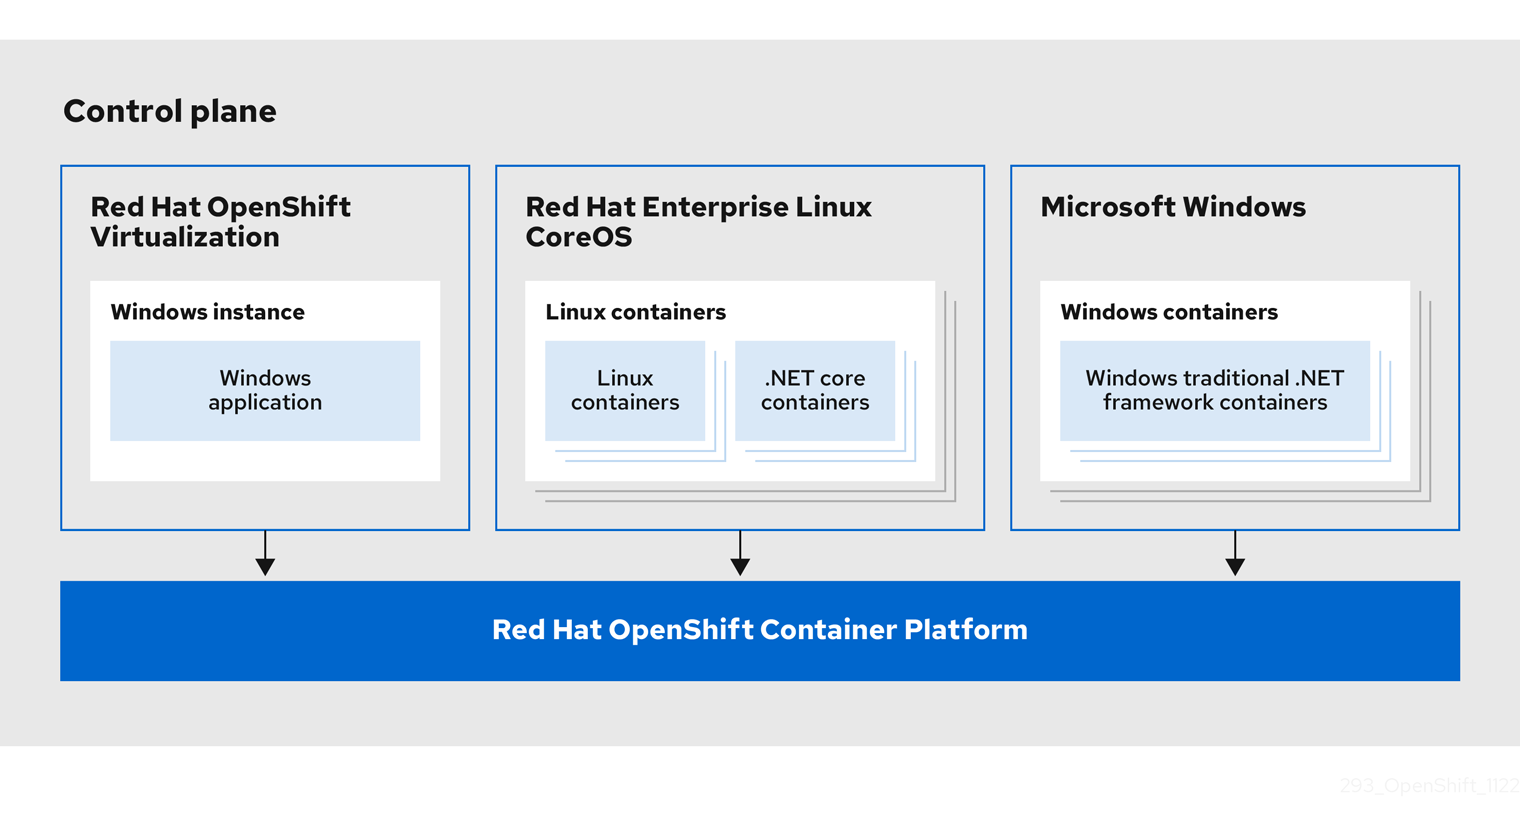 Control plane
Red Hat OpenShift
Virtualization
Windows instance
Windows
application
Red Hat Enterprise Linux
CoreOS
Linux containers
Linux
containers
.NET core
containers
Microsoft Windows
Windows containers
Windows traditional .NET
framework containers
Red Hat OpenShift Container Platform
293_OpenShift_1122